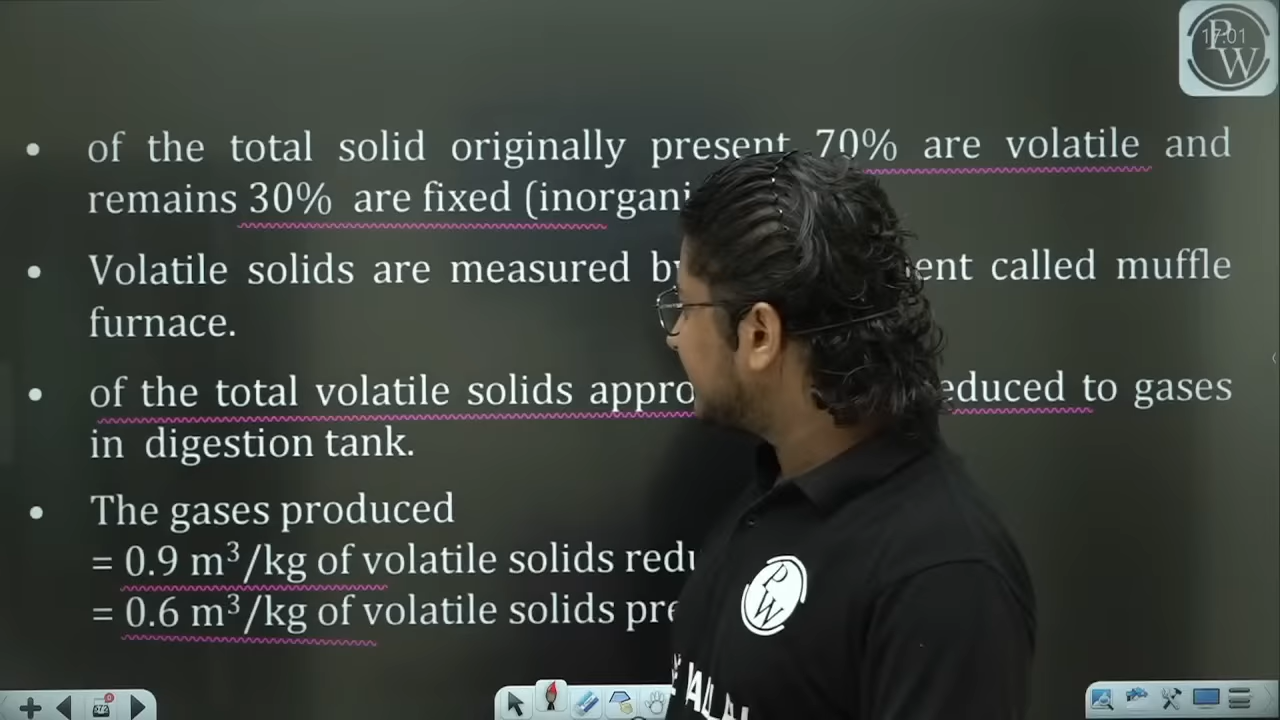 17:01
P
W
• of the total solid originally present 70% are volatile and
remains 30% are fixed (inorgani
• Volatile solids are measured by ent called muffle
furnace.
• of the total volatile solids appro educed to gases
in digestion tank.
• The gases produced
= 0.9 m³/kg of volatile solids redu
= 0.6 m³/kg of volatile solids pre
P
W